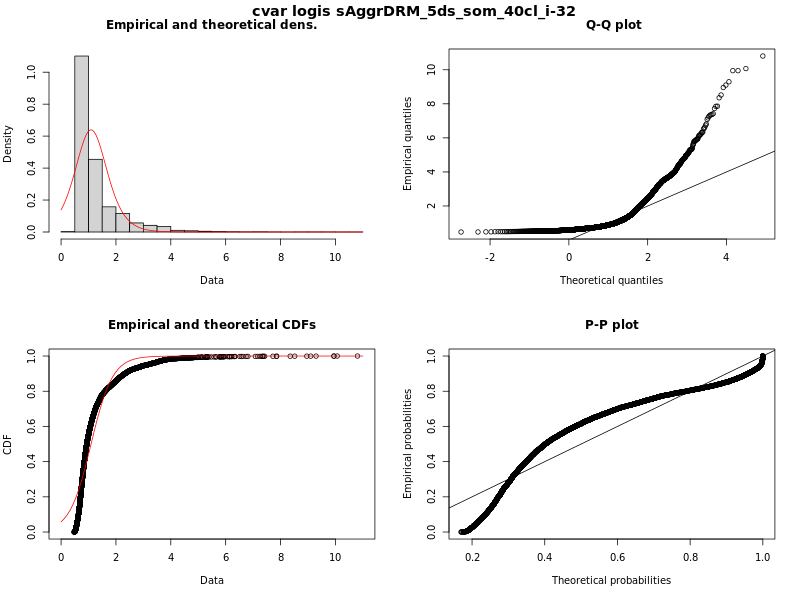 cvar logis sAggrDRM_5ds_som_40cl_i-32
Empirical and theoretical dens.
Density
0.0 0.2 0.4 0.6 0.8 1.0
0 2 4 6 8 10
Data
Q-Q plot
Empirical quantiles
2 4 6 8 10
-2 0 2 4
Theoretical quantiles
Empirical and theoretical CDFs
CDF
0.0 0.2 0.4 0.6 0.8 1.0
0 2 4 6 8 10
Data
P-P plot
Empirical probabilities
0.0 0.2 0.4 0.6 0.8 1.0
0.2 0.4 0.6 0.8 1.0
Theoretical probabilities